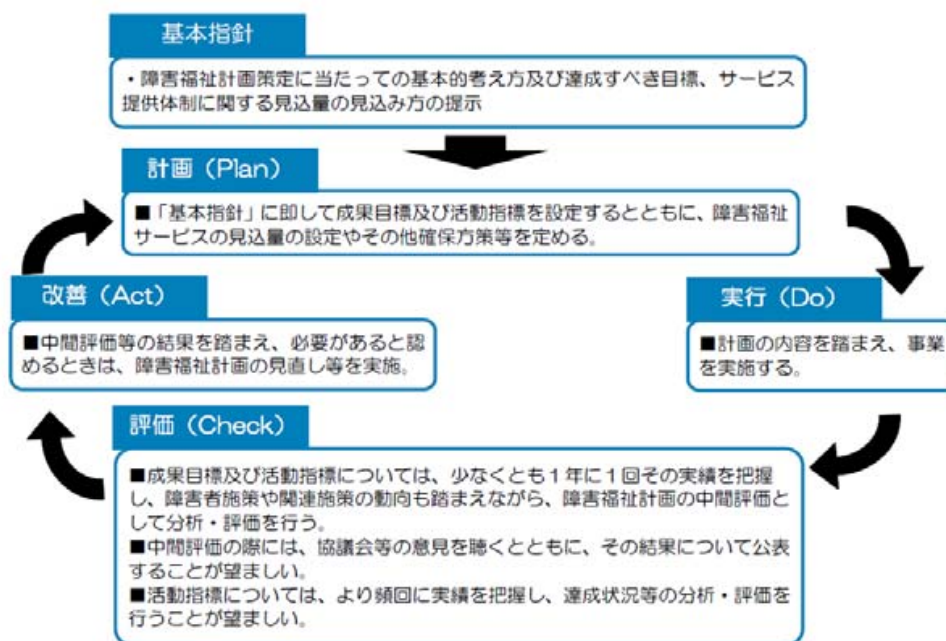 基本指針
・障害福祉計画策定に当たっての基本的考え方及び達成すべき目標、サービス
提供体制に関する見込量の見込み方の提示
計画（Plan）
■「基本指針」に即して成果目標及び活動指標を設定するとともに、障害福祉
サービスの見込量の設定やその他確保方策等を定める。
改善（Act）
■中間評価等の結果を踏まえ、必要があると認
めるときは、障害福祉計画の見直し等を実施。
実行（Do）
■計画の内容を踏まえ、事業
を実施する。
評価（Check）
■成果目標及び活動指標については、少なくとも１年に１回その実績を把握
し、障害者施策や関連施策の動向も踏まえながら、障害福祉計画の中間評価と
して分析・評価を行う。
■中間評価の際には、協議会等の意見を聴くとともに、その結果について公表
することが望ましい。
■活動指標については、より頻回に実績を把握し、達成状況等の分析・評価を
行うことが望ましい。